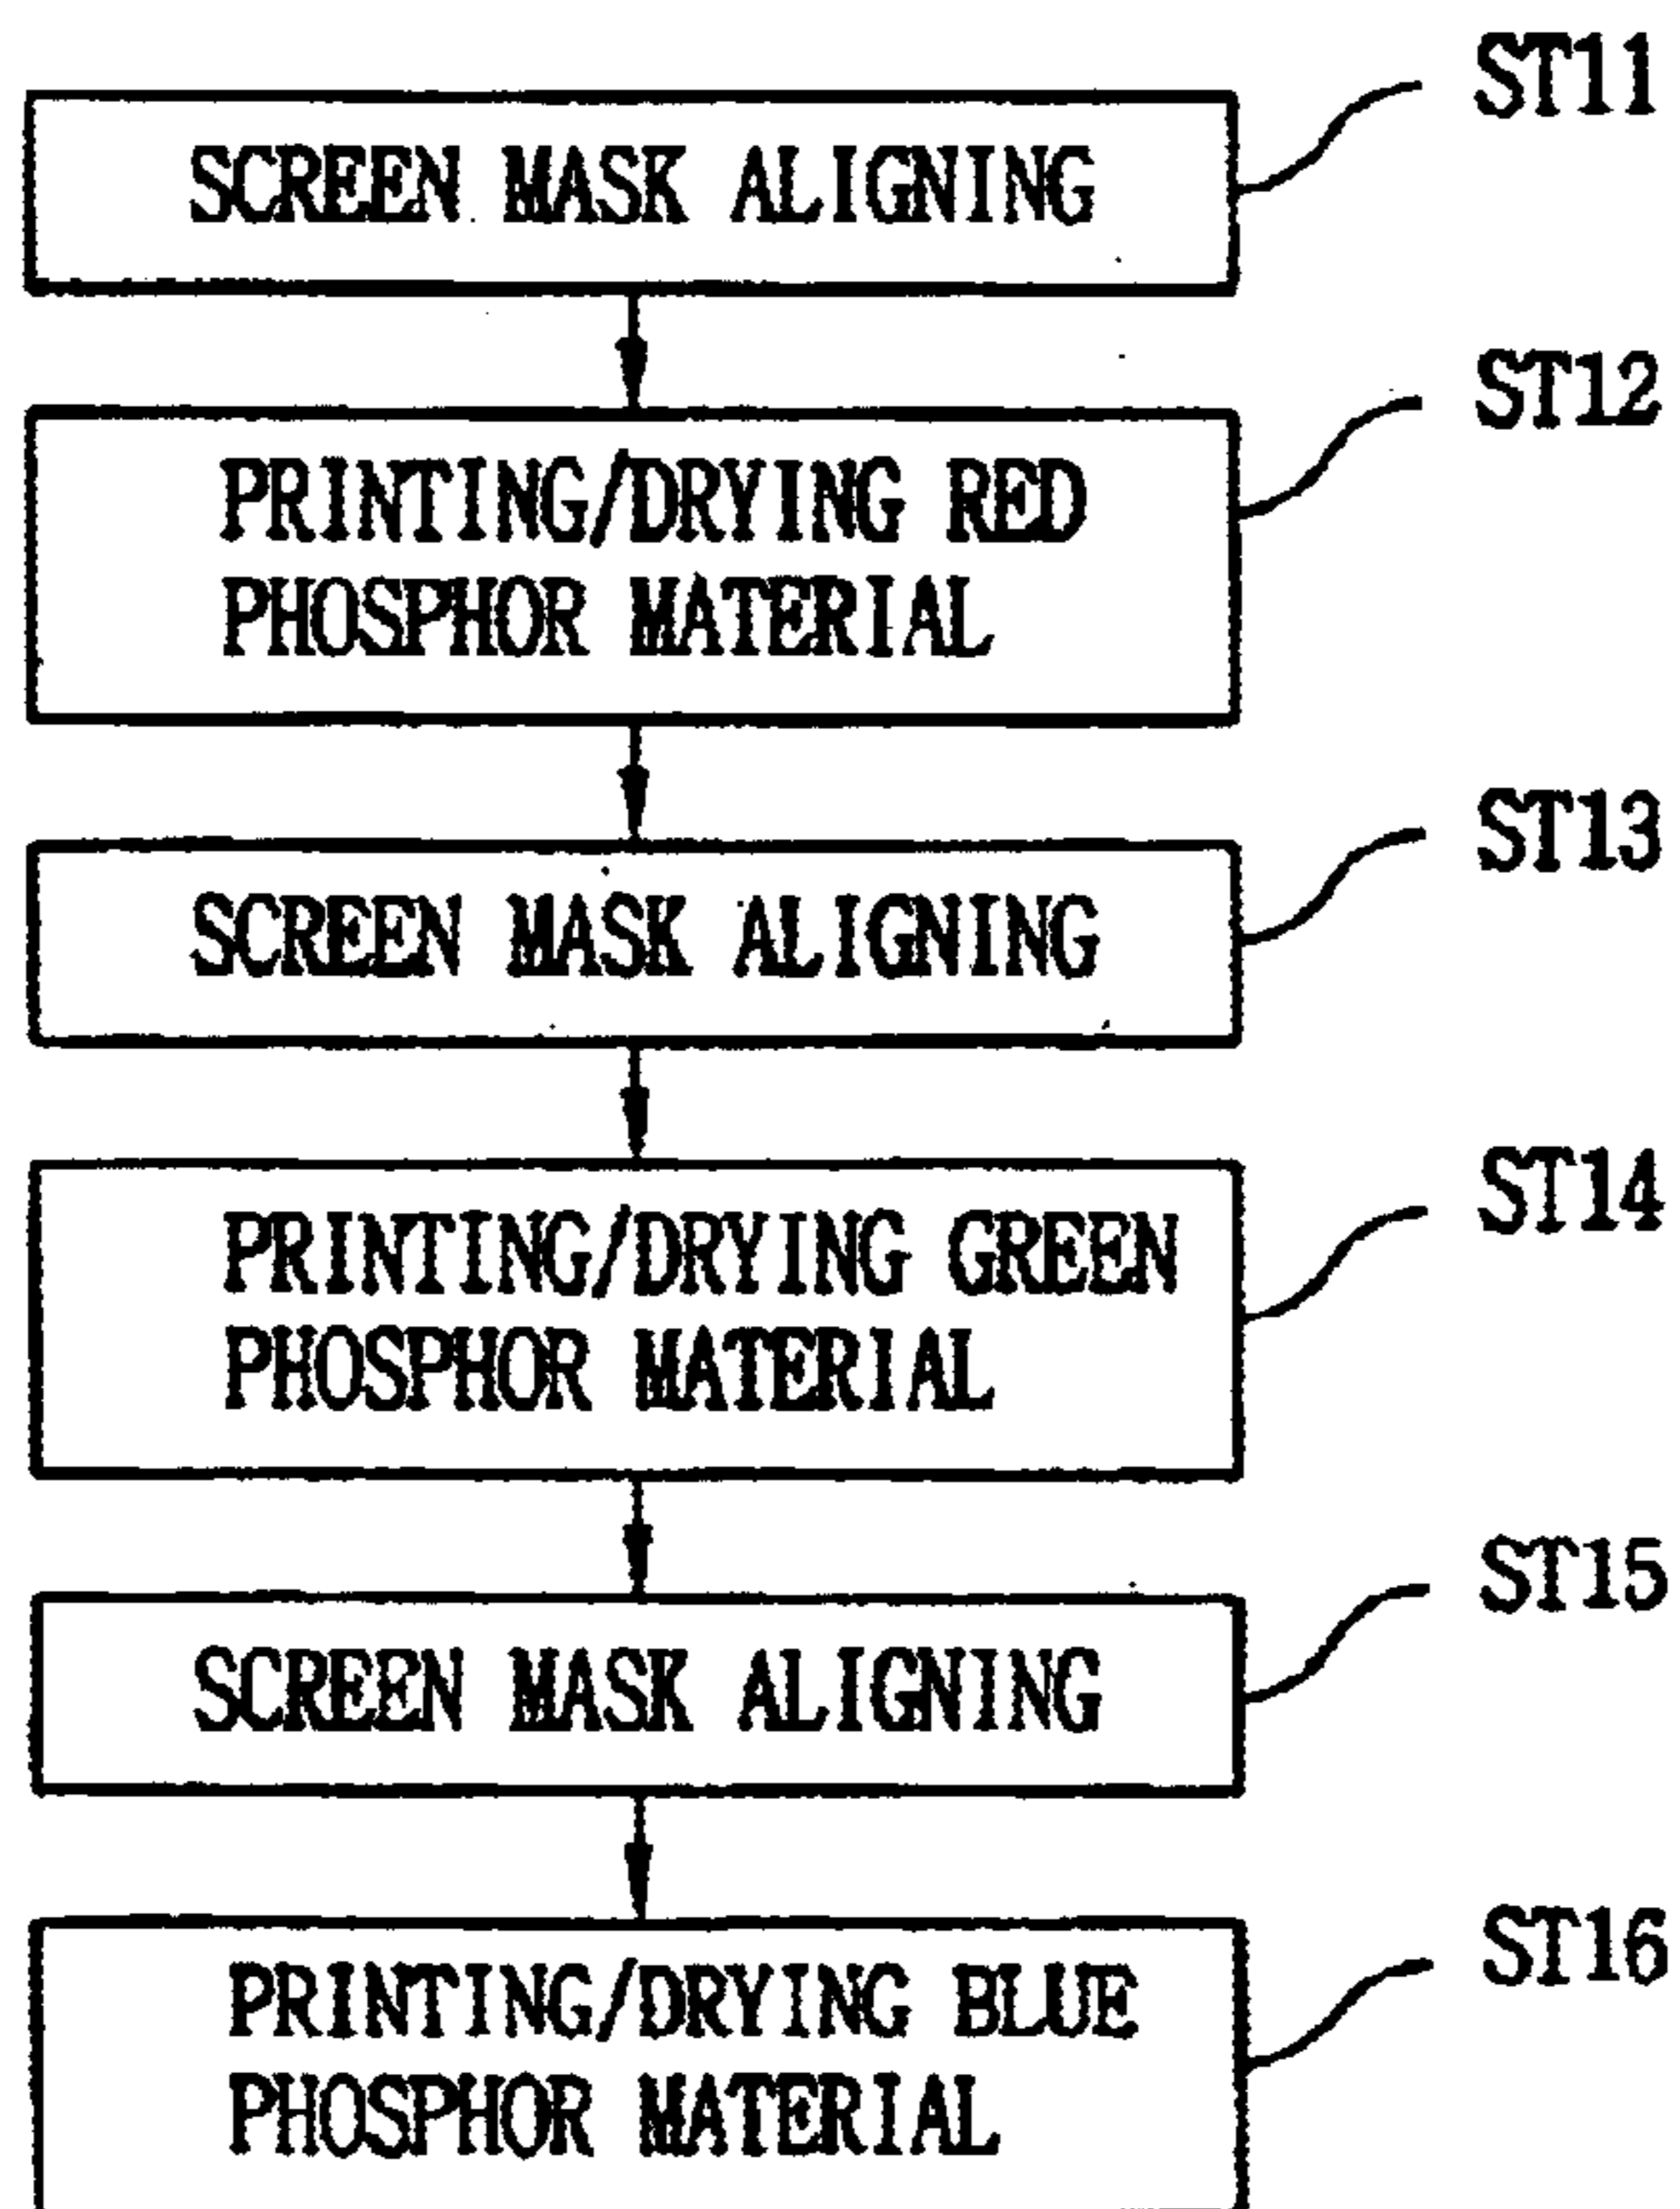 ST11
SCREEN MASK ALIGNING
ST12
PRINTING/DRYING RED
PHOSPHOR MATERIAL
ST13
SCREEN MASK ALIGNING
ST14
PRINTING/DRYING GREEN
PHOSPHOR MATERIAL
ST15
SCREEN MASK ALIGNING
ST16
PRINTING/DRYING BLUE
PHOSPHOR MATERIAL